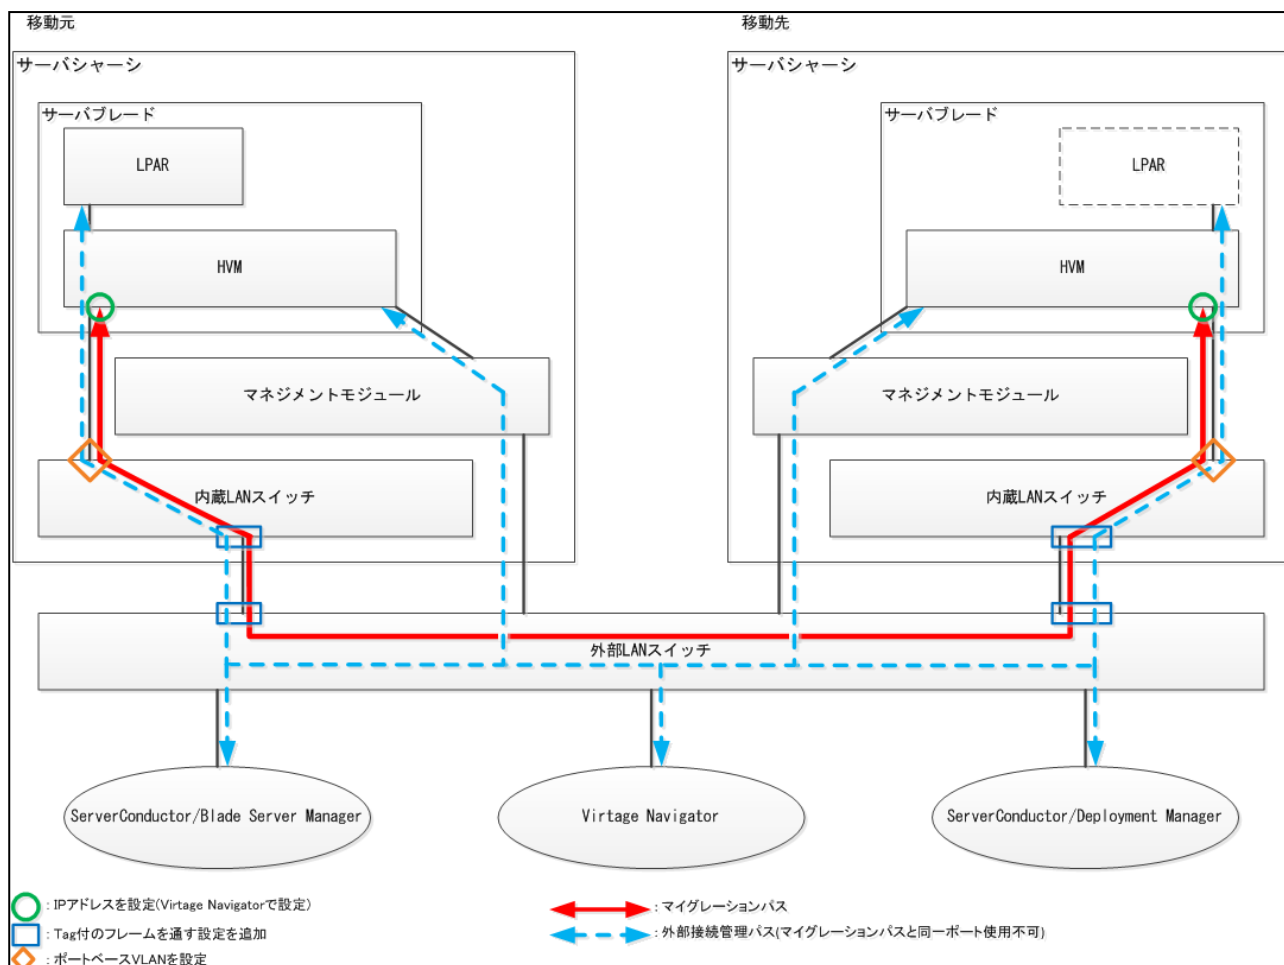 移動元
移動先
サーバシャーシ
サーバシャーシ
サーバブレード
サーバブレード
LPAR
LPAR
HVM
HVM
マネジメントモジュール
マネジメントモジュール
内蔵LANスイッチ
内蔵LANスイッチ
外部LANスイッチ
ServerConductor/Blade Server Manager
Virtage Navigator
ServerConductor/Deployment Manager
: IPアドレスを設定(Virtage Navigatorで設定)
: Tag付のフレームを通す設定を追加
: ポートベースVLANを設定
: マイグレーションパス
: 外部接続管理パス(マイグレーションパスと同一ポート使用不可)